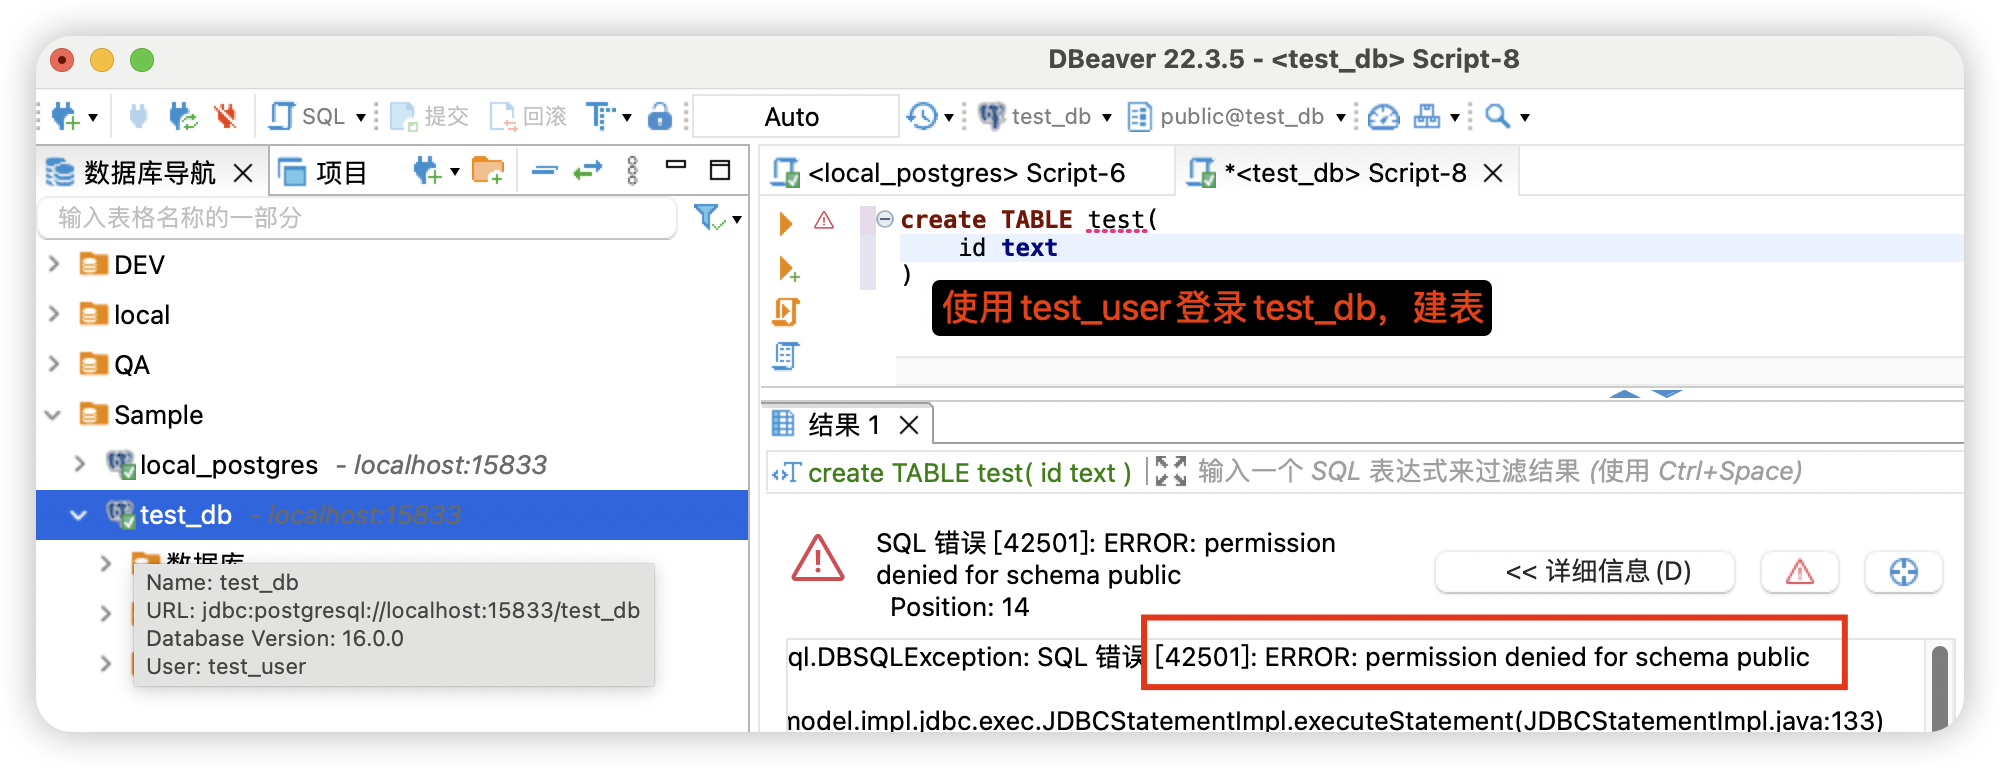 DBeaver 22.3.5 - <test_db> Script-8
SQL 提交 回滚 Auto test_db public@test_db
数据库导航 项目
<local_postgres> Script-6 *<test_db> Script-8
输入表格名称的一部分
DEV
local
QA
Sample
local_postgres - localhost:15833
test_db - localhost:15833
数据库
Name: test_db
URL: jdbc:postgresql://localhost:15833/test_db
Database Version: 16.0.0
User: test_user
create TABLE test(
id text
)
使用test_user登录test_db，建表
结果 1
create TABLE test( id text ) 输入一个 SQL 表达式来过滤结果 (使用 Ctrl+Space)
SQL 错误 [42501]: ERROR: permission
denied for schema public
Position: 14
<< 详细信息(D)
ql.DBSQLException: SQL 错误 [42501]: ERROR: permission denied for schema public
model.impl.jdbc.exec.JDBCStatementImpl.executeStatement(JDBCStatementImpl.java:133)